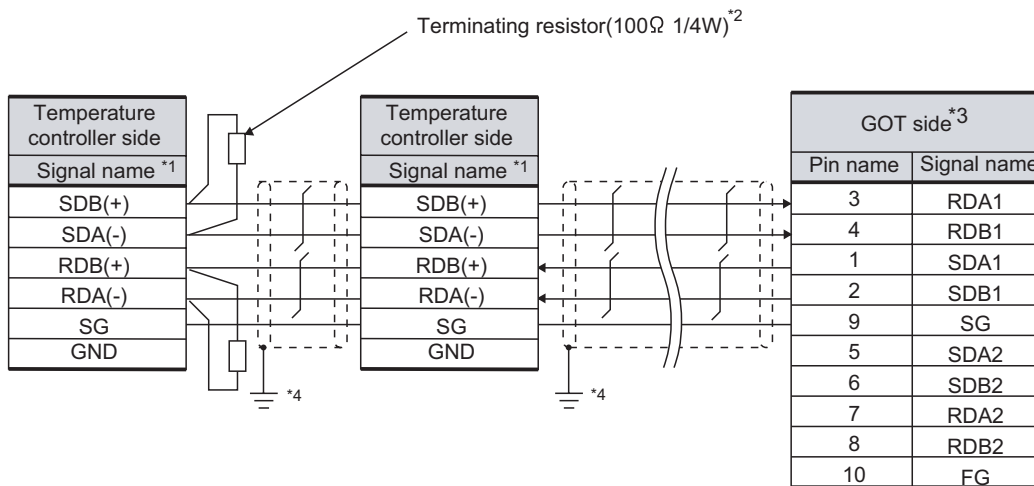 Terminating resistor(100Ω 1/4W)*2
Temperature
controller side
Signal name *1
SDB(+)
SDA(-)
RDB(+)
RDA(-)
SG
GND
*4
Temperature
controller side
Signal name *1
SDB(+)
SDA(-)
RDB(+)
RDA(-)
SG
GND
*4
GOT side*3
Pin name Signal name
3 RDA1
4 RDB1
1 SDA1
2 SDB1
9 SG
5 SDA2
6 SDB2
7 RDA2
8 RDB2
10 FG